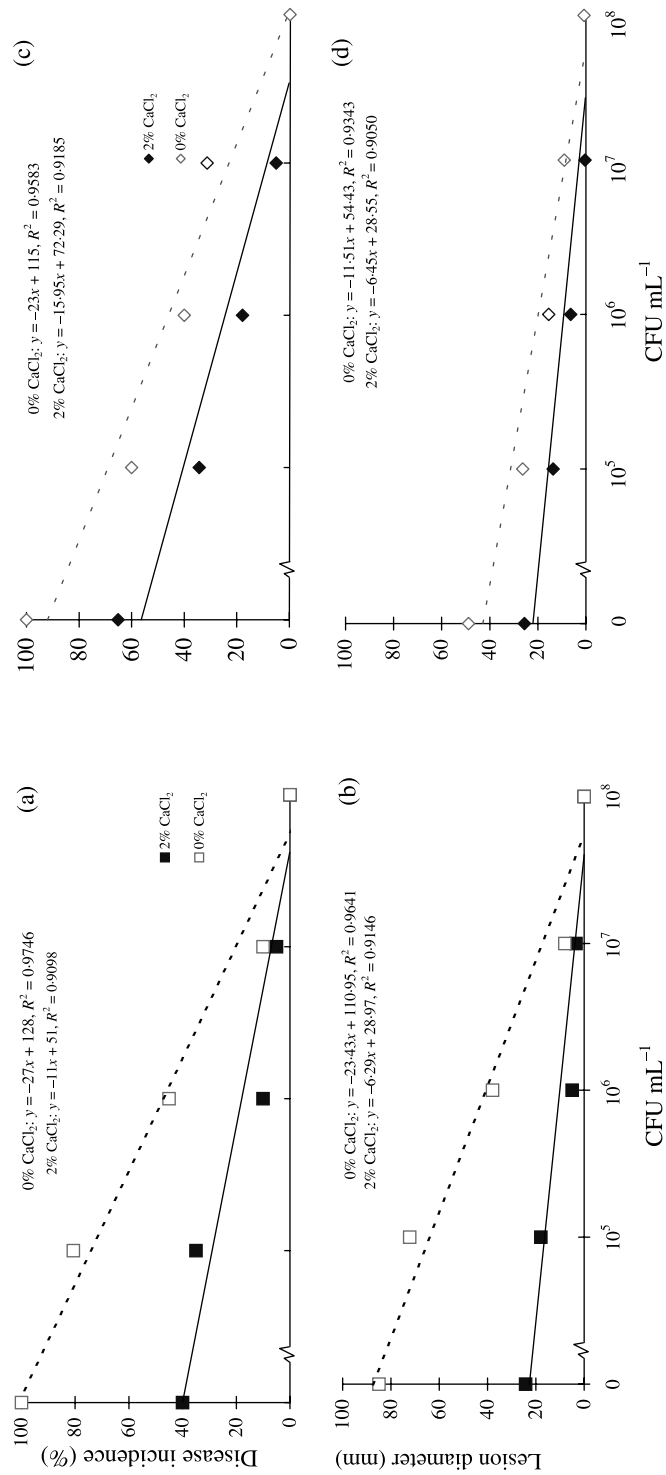 (a)
0% CaCl₂: y = −27x + 128, R² = 0·9746
2% CaCl₂: y = −11x + 51, R² = 0·9098
2% CaCl₂
0% CaCl₂
100
80
60
40
20
0
Disease incidence (%)
(c)
0% CaCl₂: y = −23x + 115, R² = 0·9583
2% CaCl₂: y = −15·95x + 72·29, R² = 0·9185
2% CaCl₂
0% CaCl₂
100
80
60
40
20
0
(b)
0% CaCl₂: y = −23·43x + 110·95, R² = 0·9641
2% CaCl₂: y = −6·29x + 28·97, R² = 0·9146
100
80
60
40
20
0
Lesion diameter (mm)
0 10⁵ 10⁶ 10⁷ 10⁸
CFU mL⁻¹
(d)
0% CaCl₂: y = −11·51x + 54·43, R² = 0·9343
2% CaCl₂: y = −6·45x + 28·55, R² = 0·9050
100
80
60
40
20
0
0 10⁵ 10⁶ 10⁷ 10⁸
CFU mL⁻¹